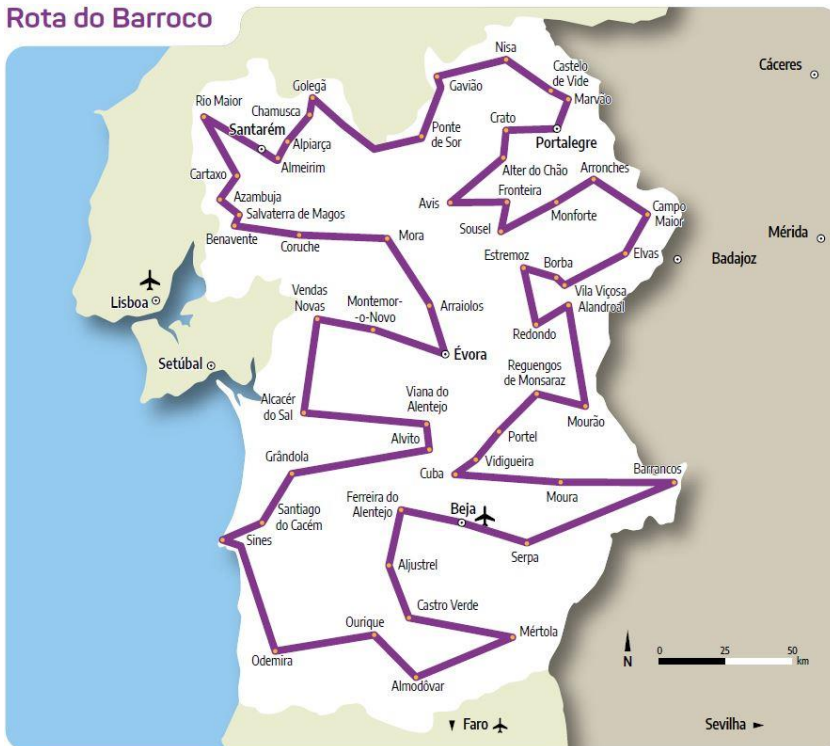 Rota do Barroco
Nisa
Cáceres
Castelo
de Vide
Golegã
Gavião
Marvão
Rio Maior
Chamusca
Santarém
Crato
Portalegre
Ponte
de Sor
Alpiarça
Almeirim
Alter do Chão
Arronches
Cartaxo
Azambuja
Avis
Fronteira
Monforte
Campo
Maior
Salvaterra de Magos
Benavente
Coruche
Mora
Sousel
Mérida
Estremoz
Borba
Elvas
Badajoz
Lisboa
Vendas
Novas
Montemor-
-o-Novo
Arraiolos
Vila Viçosa
Alandroal
Redondo
Évora
Setúbal
Reguengos
de Monsaraz
Alcacér
do Sal
Viana do
Alentejo
Mourão
Alvito
Portel
Grândola
Vidigueira
Cuba
Barrancos
Moura
Ferreira do
Alentejo
Beja
Santiago
do Cacém
Sines
Serpa
Aljustrel
Castro Verde
Ourique
Mértola
Odemira
Almodôvar
N
0
25
50
km
Faro
Sevilha